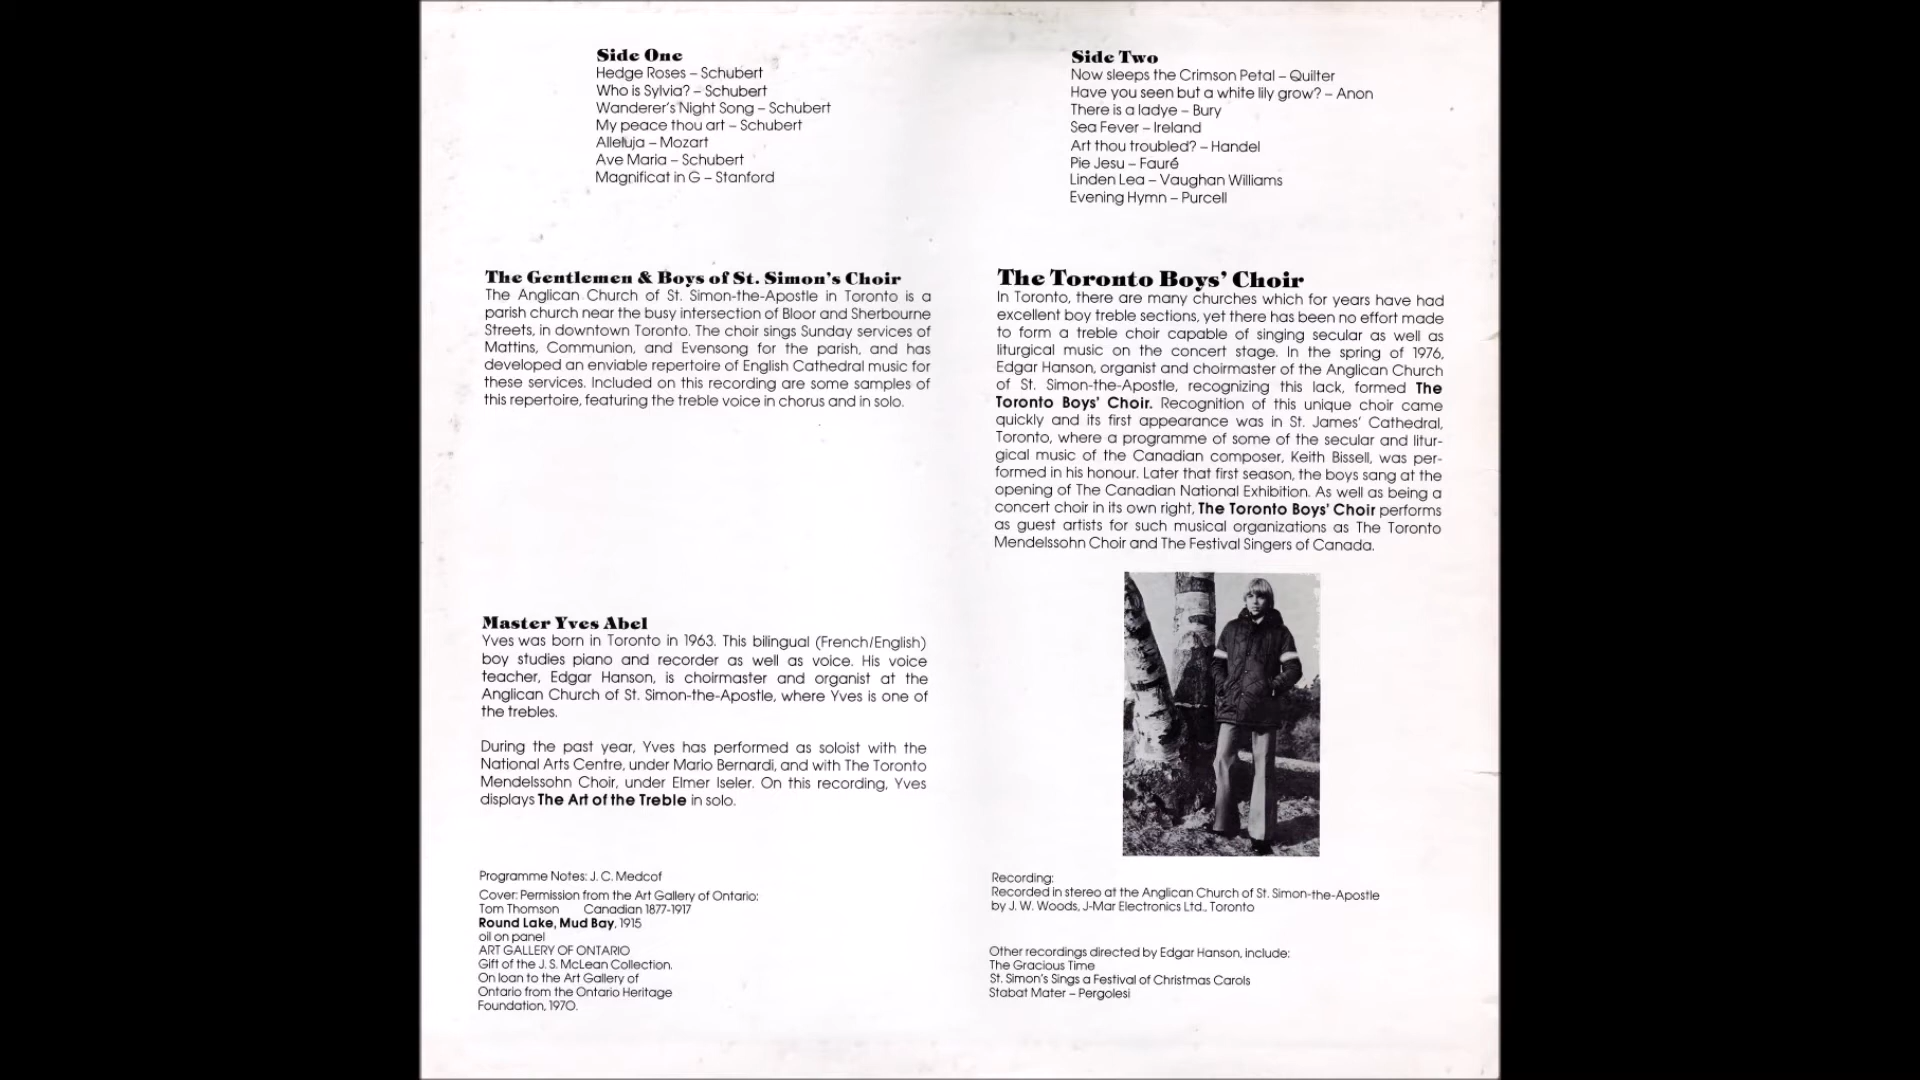 Side One
Hedge Roses – Schubert
Who is Sylvia? – Schubert
Wanderer's Night Song – Schubert
My peace thou art – Schubert
Alleluja – Mozart
Ave Maria – Schubert
Magnificat in G – Stanford
Side Two
Now sleeps the Crimson Petal – Quilter
Have you seen but a white lily grow? – Anon
There is a ladye – Bury
Sea Fever – Ireland
Art thou troubled? – Handel
Pie Jesu – Fauré
Linden Lea – Vaughan Williams
Evening Hymn – Purcell
The Gentlemen & Boys of St. Simon's Choir
The Anglican Church of St. Simon-the-Apostle in Toronto is a
parish church near the busy intersection of Bloor and Sherbourne
Streets, in downtown Toronto. The choir sings Sunday services of
Mattins, Communion, and Evensong for the parish, and has
developed an enviable repertoire of English Cathedral music for
these services. Included on this recording are some samples of
this repertoire, featuring the treble voice in chorus and in solo.
Master Yves Abel
Yves was born in Toronto in 1963. This bilingual (French/English)
boy studies piano and recorder as well as voice. His voice
teacher, Edgar Hanson, is choirmaster and organist at the
Anglican Church of St. Simon-the-Apostle, where Yves is one of
the trebles.
During the past year, Yves has performed as soloist with the
National Arts Centre, under Mario Bernardi, and with The Toronto
Mendelssohn Choir, under Elmer Iseler. On this recording, Yves
displays The Art of the Treble in solo.
Programme Notes: J. C. Medcof
Cover: Permission from the Art Gallery of Ontario:
Tom Thomson Canadian 1877-1917
Round Lake, Mud Bay, 1915
oil on panel
ART GALLERY OF ONTARIO
Gift of the J. S. McLean Collection.
On loan to the Art Gallery of
Ontario from the Ontario Heritage
Foundation, 1970.
The Toronto Boys' Choir
In Toronto, there are many churches which for years have had
excellent boy treble sections, yet there has been no effort made
to form a treble choir capable of singing secular as well as
liturgical music on the concert stage. In the spring of 1976,
Edgar Hanson, organist and choirmaster of the Anglican Church
of St. Simon-the-Apostle, recognizing this lack, formed The
Toronto Boys' Choir. Recognition of this unique choir came
quickly and its first appearance was in St. James' Cathedral,
Toronto, where a programme of some of the secular and litur-
gical music of the Canadian composer, Keith Bissell, was per-
formed in his honour. Later that first season, the boys sang at the
opening of The Canadian National Exhibition. As well as being a
concert choir in its own right, The Toronto Boys' Choir performs
as guest artists for such musical organizations as The Toronto
Mendelssohn Choir and The Festival Singers of Canada.
Recording:
Recorded in stereo at the Anglican Church of St. Simon-the-Apostle
by J. W. Woods, J-Mar Electronics Ltd., Toronto
Other recordings directed by Edgar Hanson, include:
The Gracious Time
St. Simon's Sings a Festival of Christmas Carols
Stabat Mater – Pergolesi